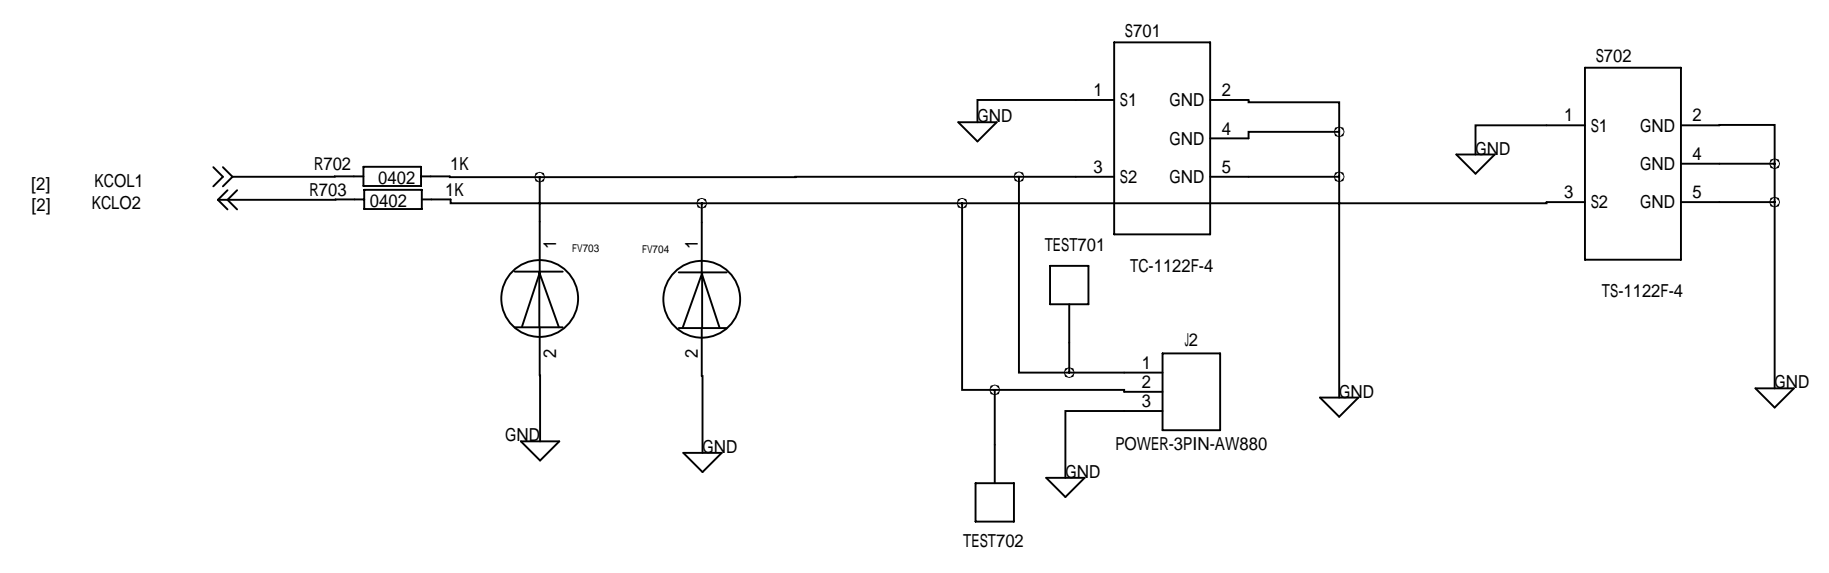 S701
S702
1 S1 GND 2
GND
GND 4
3 S2 GND 5
1 S1 GND 2
GND
GND 4
3 S2 GND 5
R702 1K
[2] KCOL1 0402
R703 1K
[2] KCLO2 0402
1 FV703 FV704 1
TEST701
TC-1122F-4
TS-1122F-4
2 2
J2
1
2
3
GND
GND
GND
GND
POWER-3PIN-AW880
GND
TEST702